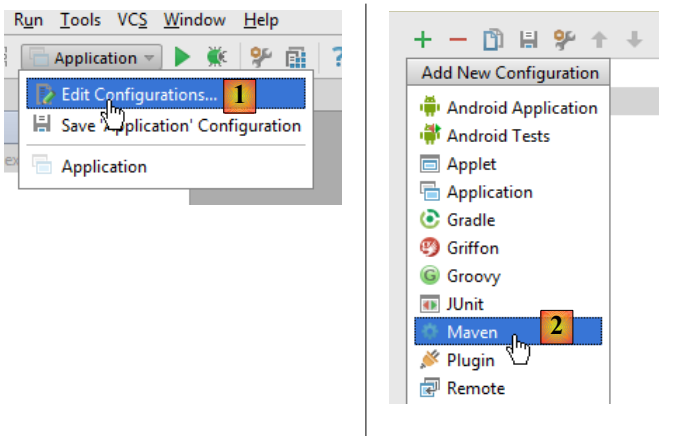 Run Tools VCS Window Help
Application
Edit Configurations... 1
Save 'Application' Configuration
Application
Add New Configuration
Android Application
Android Tests
Applet
Application
Gradle
Griffon
Groovy
JUnit
Maven 2
Plugin
Remote